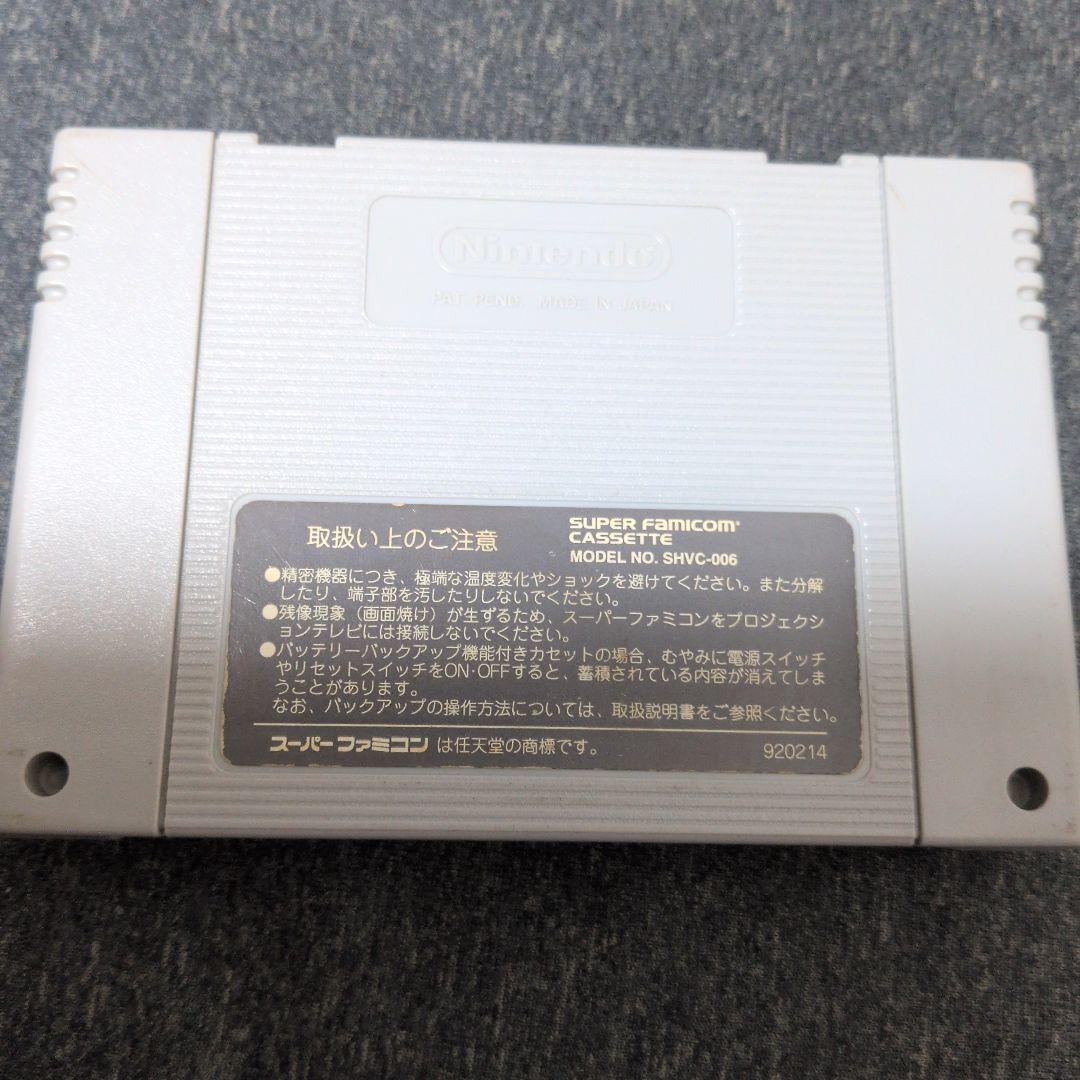 Nintendo
PAT. PEND. MADE IN JAPAN
取扱い上のご注意
SUPER FAMICOM
CASSETTE
MODEL NO. SHVC-006
●精密機器につき、極端な温度変化やショックを避けてください。また分解
したり、端子部を汚したりしないでください。
●残像現象（画面焼け）が生ずるため、スーパーファミコンをプロジェクシ
ョンテレビには接続しないでください。
●バッテリーバックアップ機能付きカセットの場合、むやみに電源スイッチ
やリセットスイッチをON･OFFすると、蓄積されている内容が消えてしま
うことがあります。
なお、バックアップの操作方法については、取扱説明書をご参照ください。
スーパーファミコン は任天堂の商標です。
920214